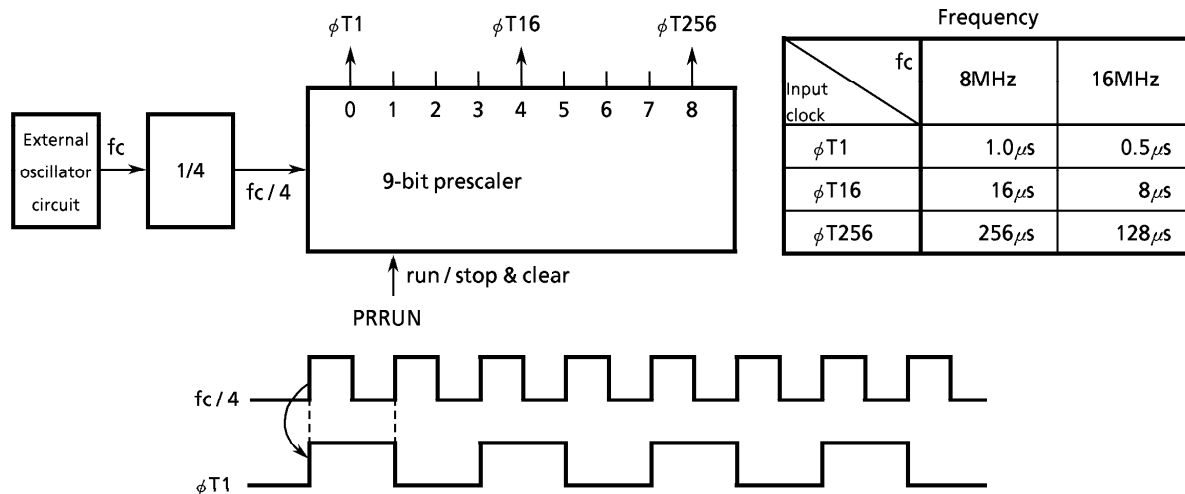 φT1 φT16 φT256
0 1 2 3 4 5 6 7 8
External
oscillator
circuit
fc
1/4
fc / 4
9-bit prescaler
run / stop & clear
PRRUN
Frequency
fc
Input
clock
8MHz 16MHz
φT1 1.0μs 0.5μs
φT16 16μs 8μs
φT256 256μs 128μs
fc / 4
φT1